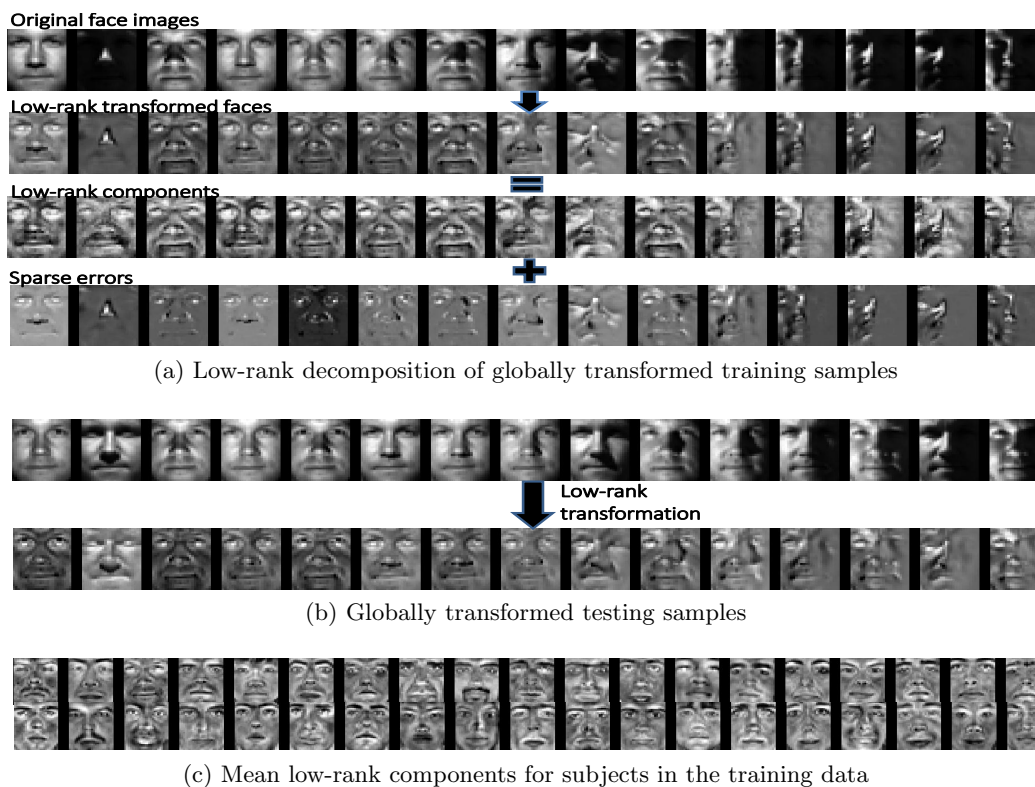 Original face images
Low-rank transformed faces
Low-rank components
Sparse errors
(a) Low-rank decomposition of globally transformed training samples
Low-rank
transformation
(b) Globally transformed testing samples
(c) Mean low-rank components for subjects in the training data